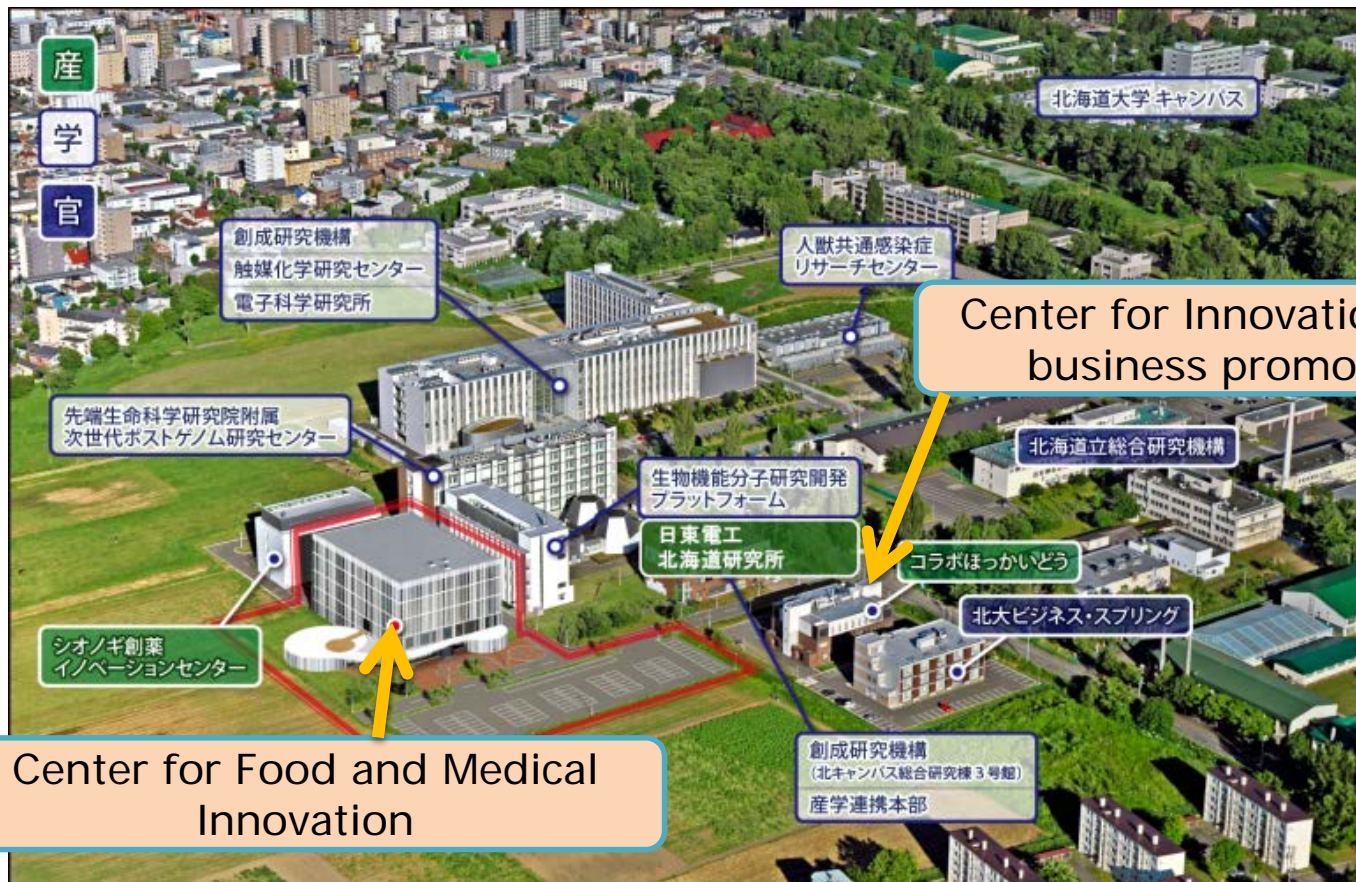 産
学
官
北海道大学 キャンパス
創成研究機構
触媒化学研究センター
電子科学研究所
人獣共通感染症
リサーチセンター
Center for Innovatio
business promo
先端生命科学研究院附属
次世代ポストゲノム研究センター
北海道立総合研究機構
生物機能分子研究開発
プラットフォーム
日東電工
北海道研究所
コラボほっかいどう
北大ビジネス・スプリング
シオノギ創薬
イノベーションセンター
Center for Food and Medical
Innovation
創成研究機構
(北キャンパス総合研究棟3号館)
産学連携本部